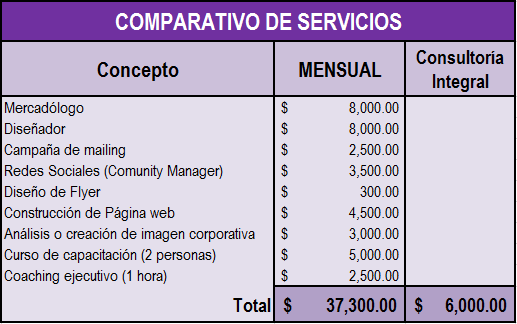 COMPARATIVO DE SERVICIOS
Concepto MENSUAL Consultoría Integral
Mercadólogo $ 8,000.00
Diseñador $ 8,000.00
Campaña de mailing $ 2,500.00
Redes Sociales (Comunity Manager) $ 3,500.00
Diseño de Flyer $ 300.00
Construcción de Página web $ 4,500.00
Análisis o creación de imagen corporativa $ 3,000.00
Curso de capacitación (2 personas) $ 5,000.00
Coaching ejecutivo (1 hora) $ 2,500.00
Total $ 37,300.00 $ 6,000.00